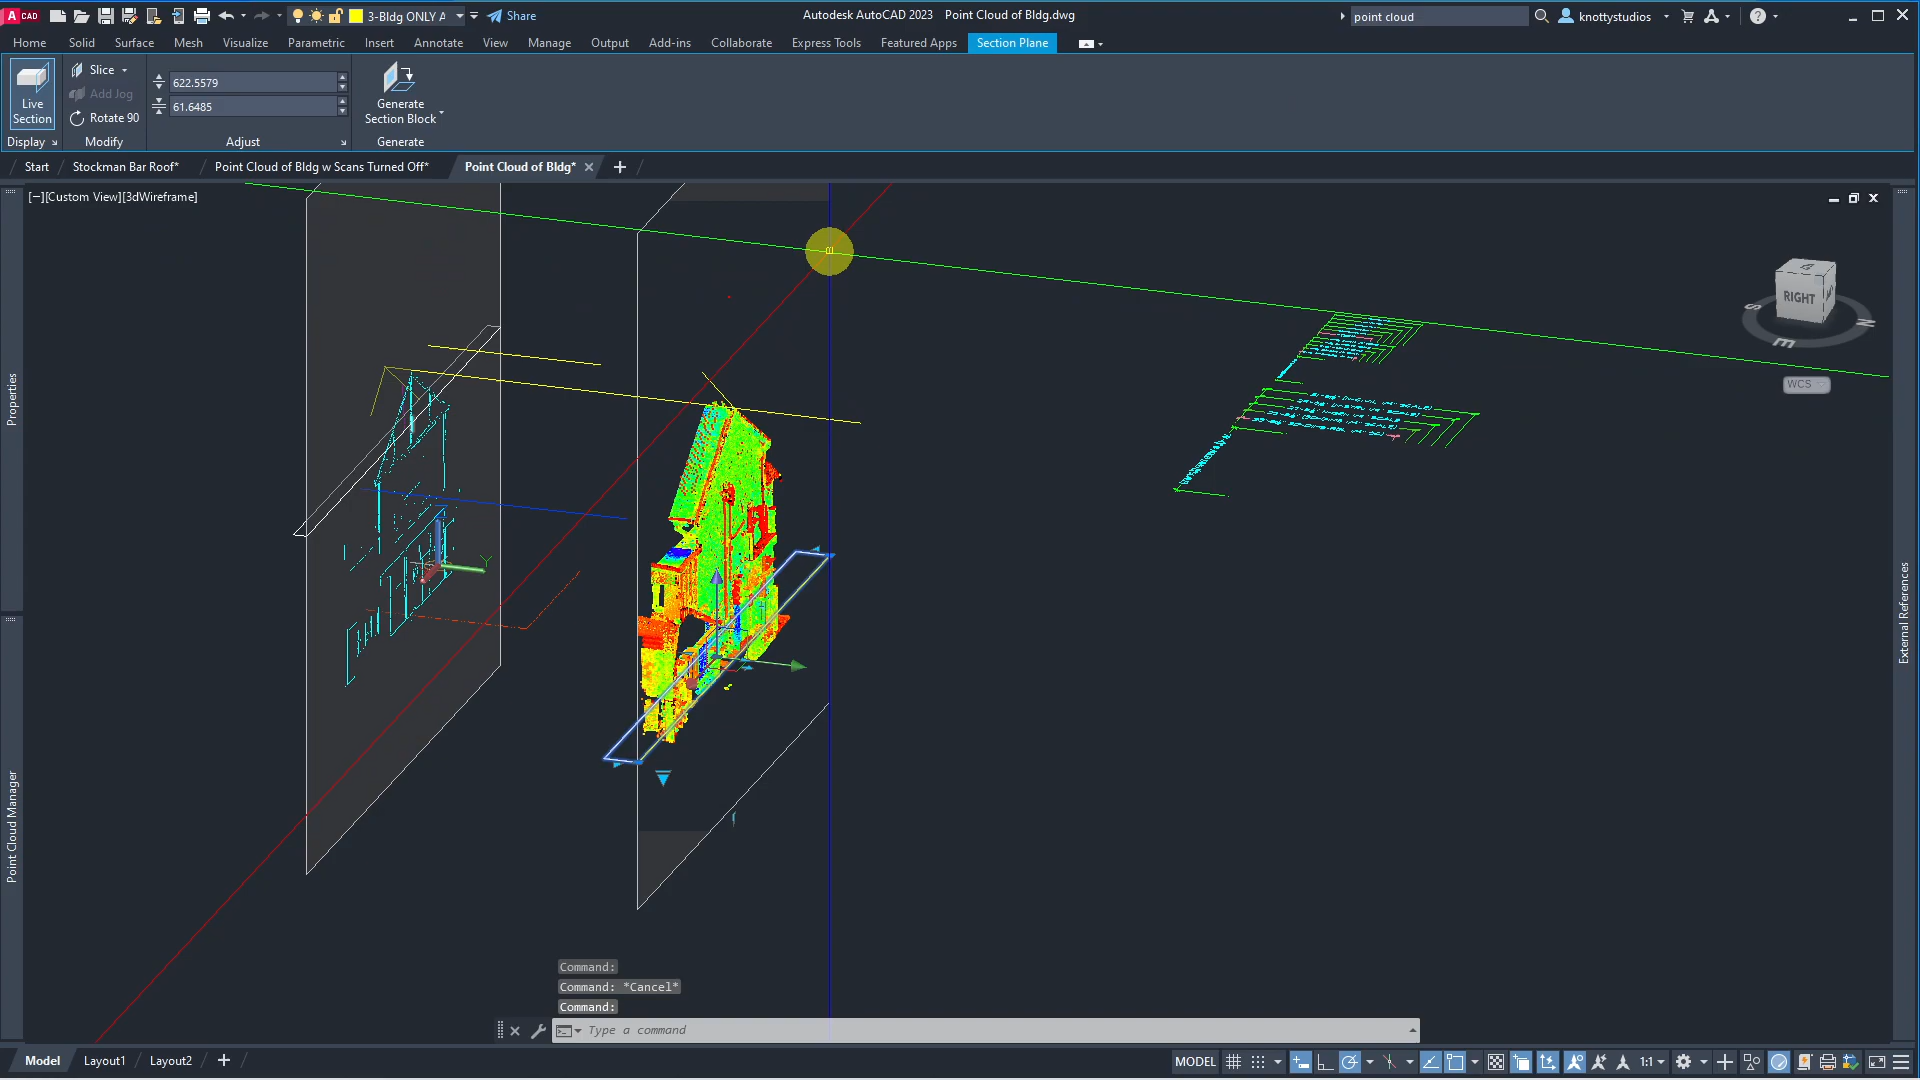 A CAD
3-Bldg ONLY A
Share
Autodesk AutoCAD 2023 Point Cloud of Bldg.dwg
point cloud
knottystudios
Home Solid Surface Mesh Visualize Parametric Insert Annotate View Manage Output Add-ins Collaborate Express Tools Featured Apps Section Plane
Live Section
Slice
Add Jog
Rotate 90
622.5579
61.6485
Generate Section Block
Display Modify Adjust Generate
Start Stockman Bar Roof* Point Cloud of Bldg w Scans Turned Off* Point Cloud of Bldg*
[−][Custom View][3dWireframe]
RIGHT
S
N
E
WCS
Y
Properties
Point Cloud Manager
External References
Command:
Command: *Cancel*
Command:
Type a command
Model Layout1 Layout2
MODEL
1:1